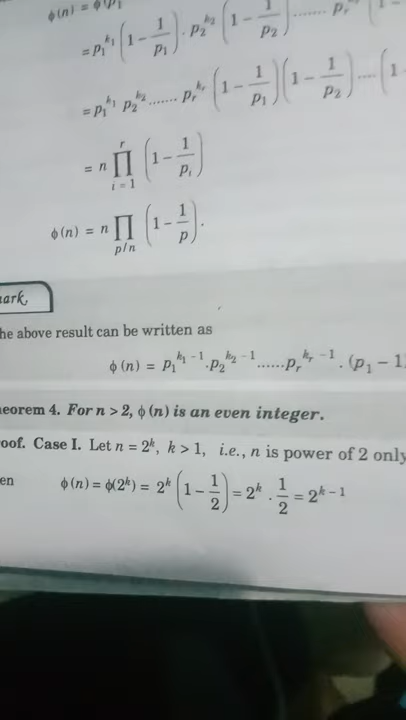 ϕ(n) = ϕ(p₁
= p₁^{k₁} (1 − 1/p₁) . p₂^{k₂} (1 − 1/p₂) ....... p_r (1 −
= p₁^{k₁} p₂^{k₂} ....... p_r^{k_r} (1 − 1/p₁) (1 − 1/p₂) .... (1
= n ∏_{i=1}^{r} (1 − 1/p_i)
ϕ(n) = n ∏_{p/n} (1 − 1/p).
ark.
he above result can be written as
ϕ(n) = p₁^{k₁ − 1} . p₂^{k₂ − 1} ...... p_r^{k_r − 1} . (p₁ − 1)
eorem 4. For n > 2, ϕ(n) is an even integer.
oof. Case I. Let n = 2^k, k > 1, i.e., n is power of 2 only
en ϕ(n) = ϕ(2^k) = 2^k (1 − 1/2) = 2^k . 1/2 = 2^{k − 1}